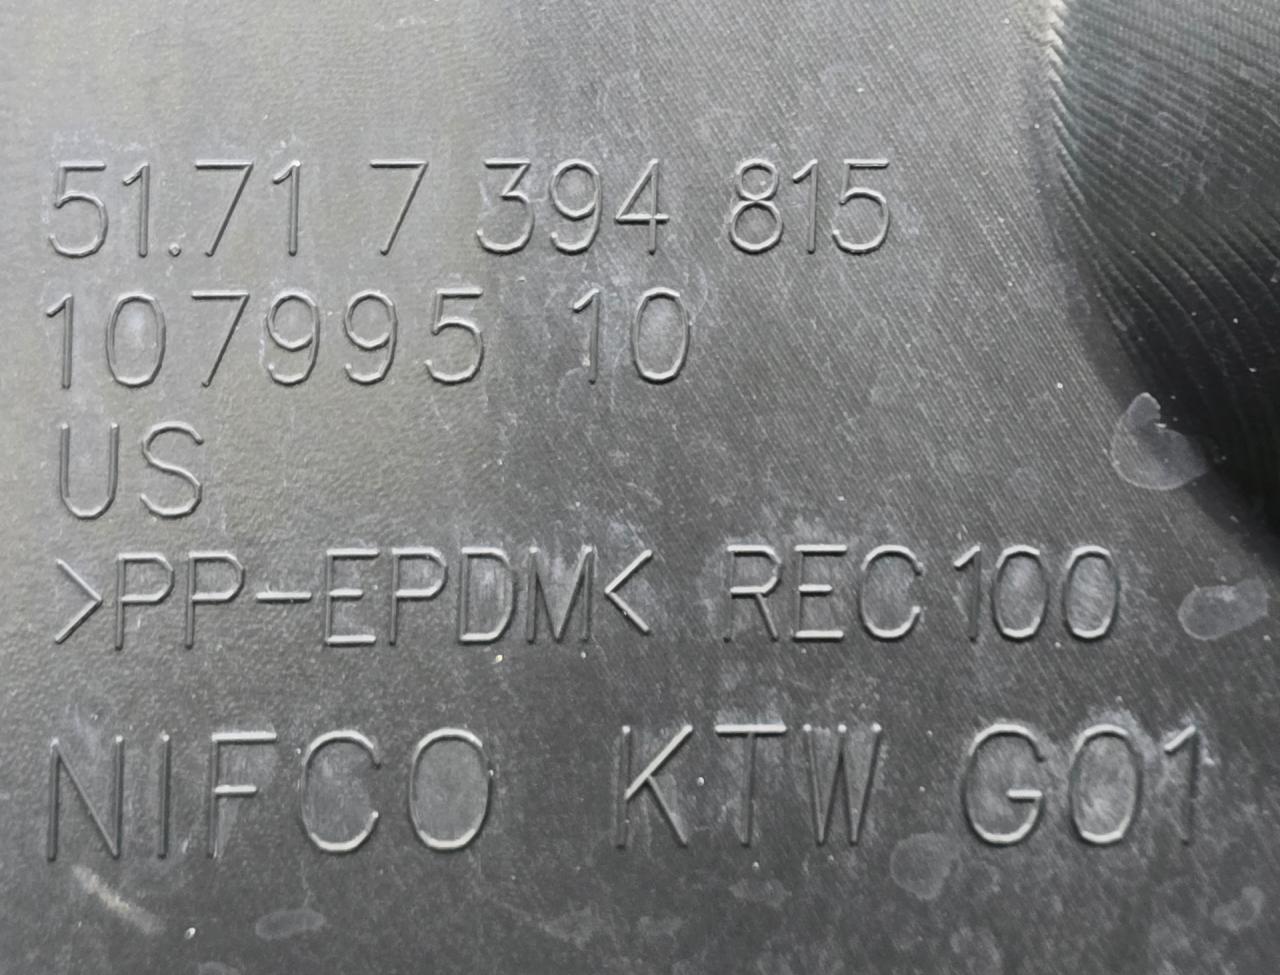 51.71 7 394 815
107995 10
US
>PP-EPDM< REC100
NIFCO KTW G01